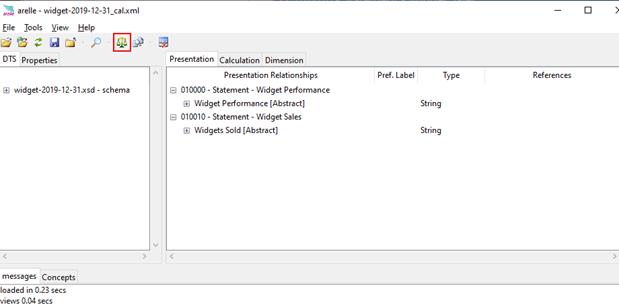 arelle - widget-2019-12-31_cal.xml
File Tools View Help
DTS Properties
widget-2019-12-31.xsd - schema
Presentation Calculation Dimension
Presentation Relationships Pref. Label Type References
010000 - Statement - Widget Performance
Widget Performance [Abstract] String
010010 - Statement - Widget Sales
Widgets Sold [Abstract] String
messages Concepts
loaded in 0.23 secs
views 0.04 secs